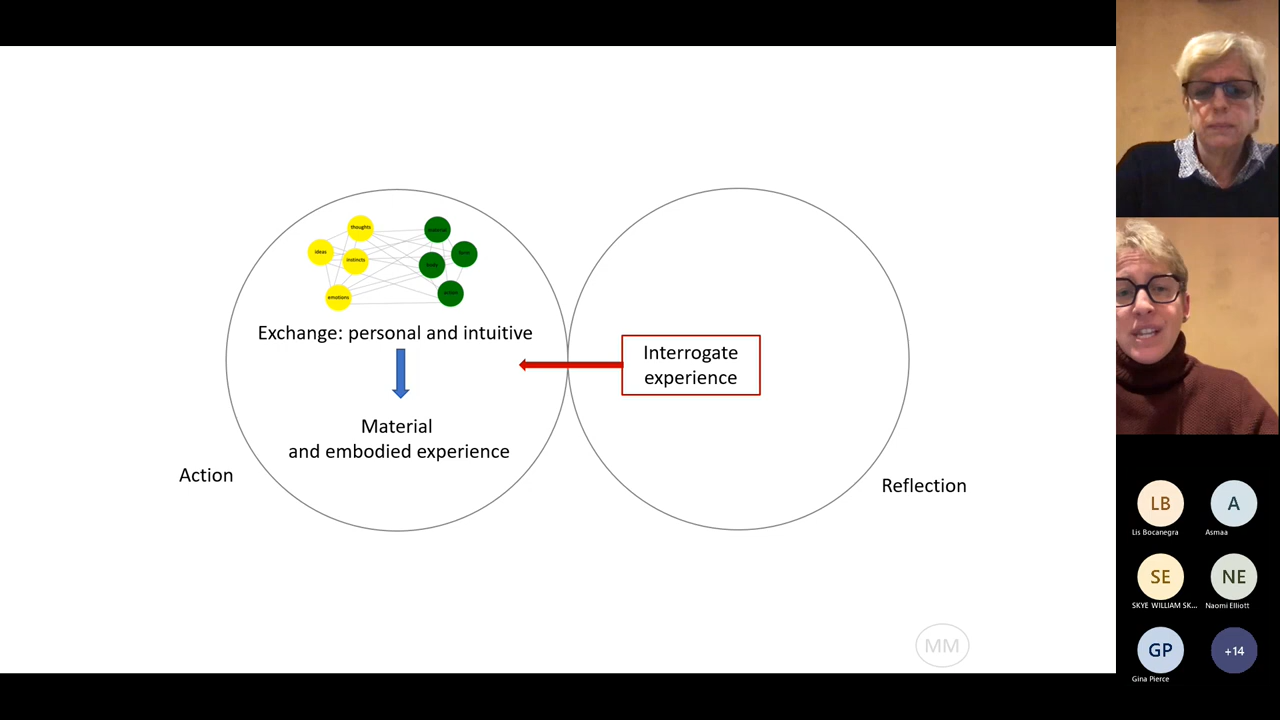 thoughts
ideas
instincts
emotions
material
Exchange: personal and intuitive
Material
and embodied experience
Interrogate
experience
Action
Reflection
MM
LB
Lis Bocanegra
A
Asmaa
SE
SKYE WILLIAM SK...
NE
Naomi Elliott
GP
Gina Pierce
+14